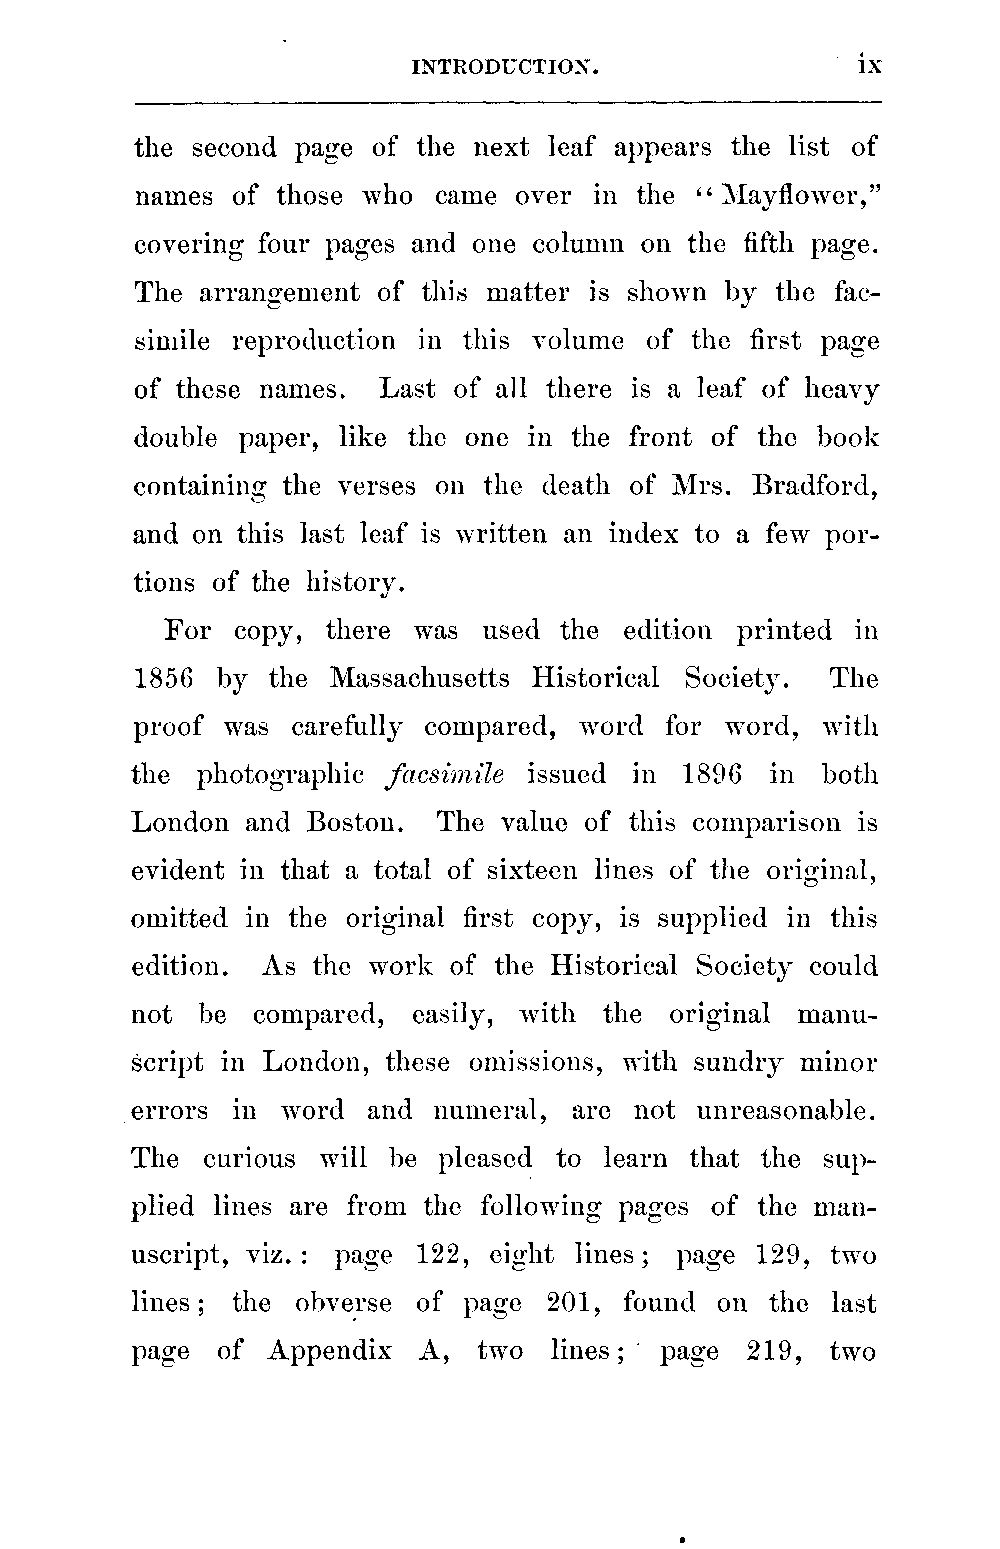 INTRODUCTION. ix
the second page of the next leaf appears the list of
names of those who came over in the “Mayflower,”
covering four pages and one column on the fifth page.
The arrangement of this matter is shown by the fac-
simile reproduction in this volume of the first page
of these names. Last of all there is a leaf of heavy
double paper, like the one in the front of the book
containing the verses on the death of Mrs. Bradford,
and on this last leaf is written an index to a few por-
tions of the history.
For copy, there was used the edition printed in
1856 by the Massachusetts Historical Society. The
proof was carefully compared, word for word, with
the photographic facsimile issued in 1896 in both
London and Boston. The value of this comparison is
evident in that a total of sixteen lines of the original,
omitted in the original first copy, is supplied in this
edition. As the work of the Historical Society could
not be compared, easily, with the original manu-
script in London, these omissions, with sundry minor
errors in word and numeral, are not unreasonable.
The curious will be pleased to learn that the sup-
plied lines are from the following pages of the man-
uscript, viz.: page 122, eight lines; page 129, two
lines; the obverse of page 201, found on the last
page of Appendix A, two lines; page 219, two